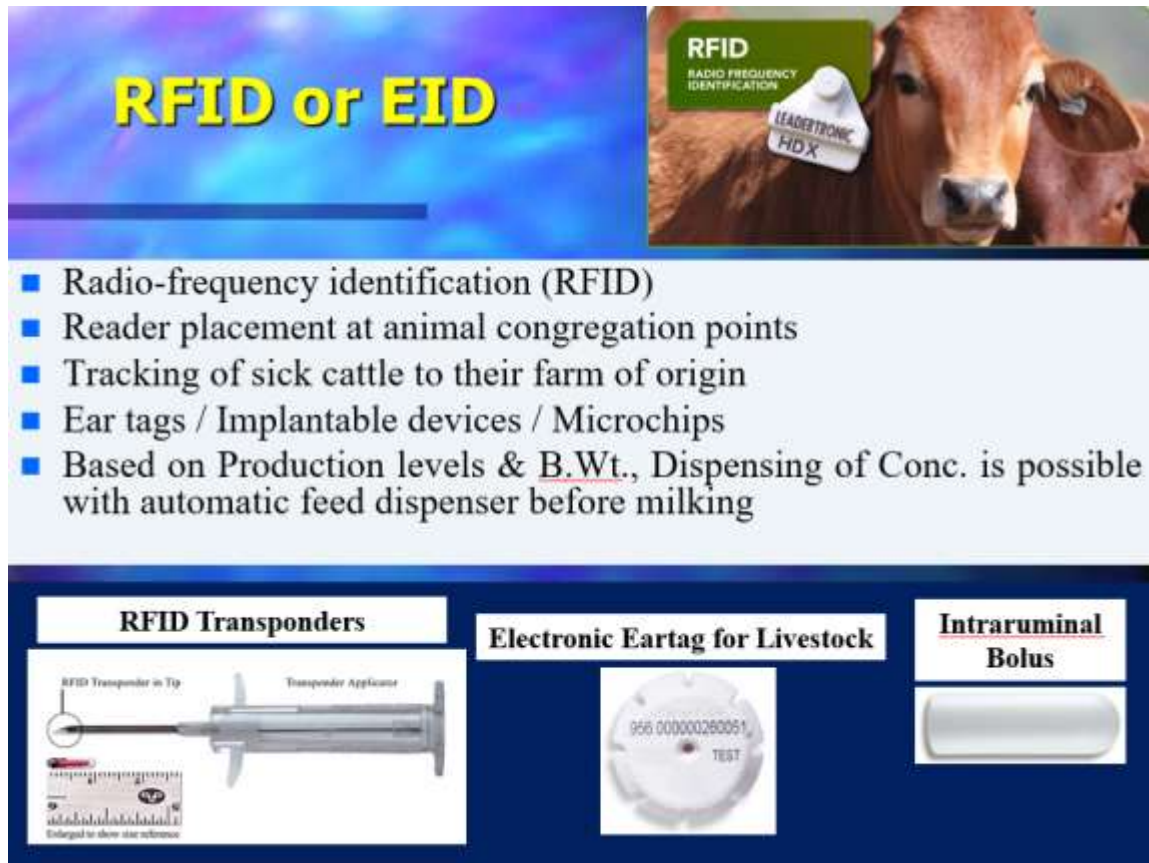 RFID or EID
RFID
RADIO FREQUENCY
IDENTIFICATION
LEADERTRONIC
HDX
Radio-frequency identification (RFID)
Reader placement at animal congregation points
Tracking of sick cattle to their farm of origin
Ear tags / Implantable devices / Microchips
Based on Production levels & B.Wt., Dispensing of Conc. is possible
with automatic feed dispenser before milking
RFID Transponders
RFID Transponder in Tip
Transponder Applicator
Enlarged to show size reference
Electronic Eartag for Livestock
956 000000260051
TEST
Intraruminal
Bolus